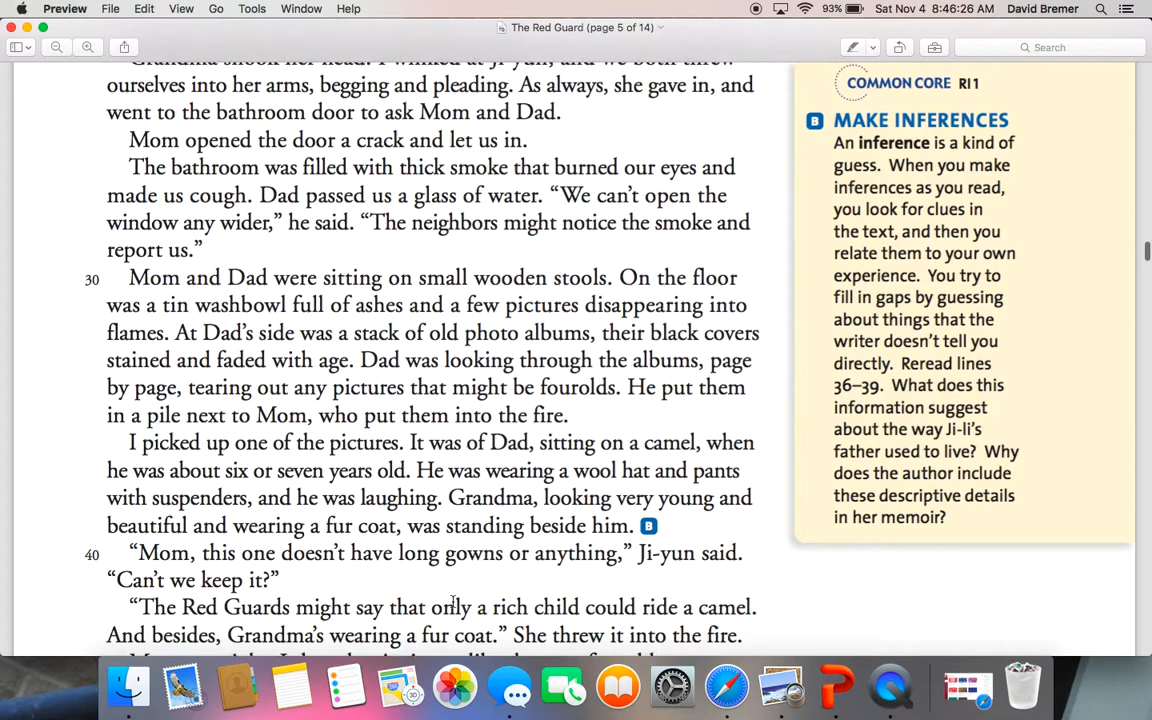 Preview File Edit View Go Tools Window Help 93% Sat Nov 4 8:46:26 AM David Bremer
The Red Guard (page 5 of 14)
Search
Grandma shook her head. I winked at Ji-yun, and we both threw
ourselves into her arms, begging and pleading. As always, she gave in, and
went to the bathroom door to ask Mom and Dad.
Mom opened the door a crack and let us in.
The bathroom was filled with thick smoke that burned our eyes and
made us cough. Dad passed us a glass of water. “We can’t open the
window any wider,” he said. “The neighbors might notice the smoke and
report us.”
30 Mom and Dad were sitting on small wooden stools. On the floor
was a tin washbowl full of ashes and a few pictures disappearing into
flames. At Dad’s side was a stack of old photo albums, their black covers
stained and faded with age. Dad was looking through the albums, page
by page, tearing out any pictures that might be fourolds. He put them
in a pile next to Mom, who put them into the fire.
I picked up one of the pictures. It was of Dad, sitting on a camel, when
he was about six or seven years old. He was wearing a wool hat and pants
with suspenders, and he was laughing. Grandma, looking very young and
beautiful and wearing a fur coat, was standing beside him. B
40 “Mom, this one doesn’t have long gowns or anything,” Ji-yun said.
“Can’t we keep it?”
“The Red Guards might say that only a rich child could ride a camel.
And besides, Grandma’s wearing a fur coat.” She threw it into the fire.
COMMON CORE RI1
B MAKE INFERENCES
An inference is a kind of
guess. When you make
inferences as you read,
you look for clues in
the text, and then you
relate them to your own
experience. You try to
fill in gaps by guessing
about things that the
writer doesn’t tell you
directly. Reread lines
36–39. What does this
information suggest
about the way Ji-li’s
father used to live? Why
does the author include
these descriptive details
in her memoir?